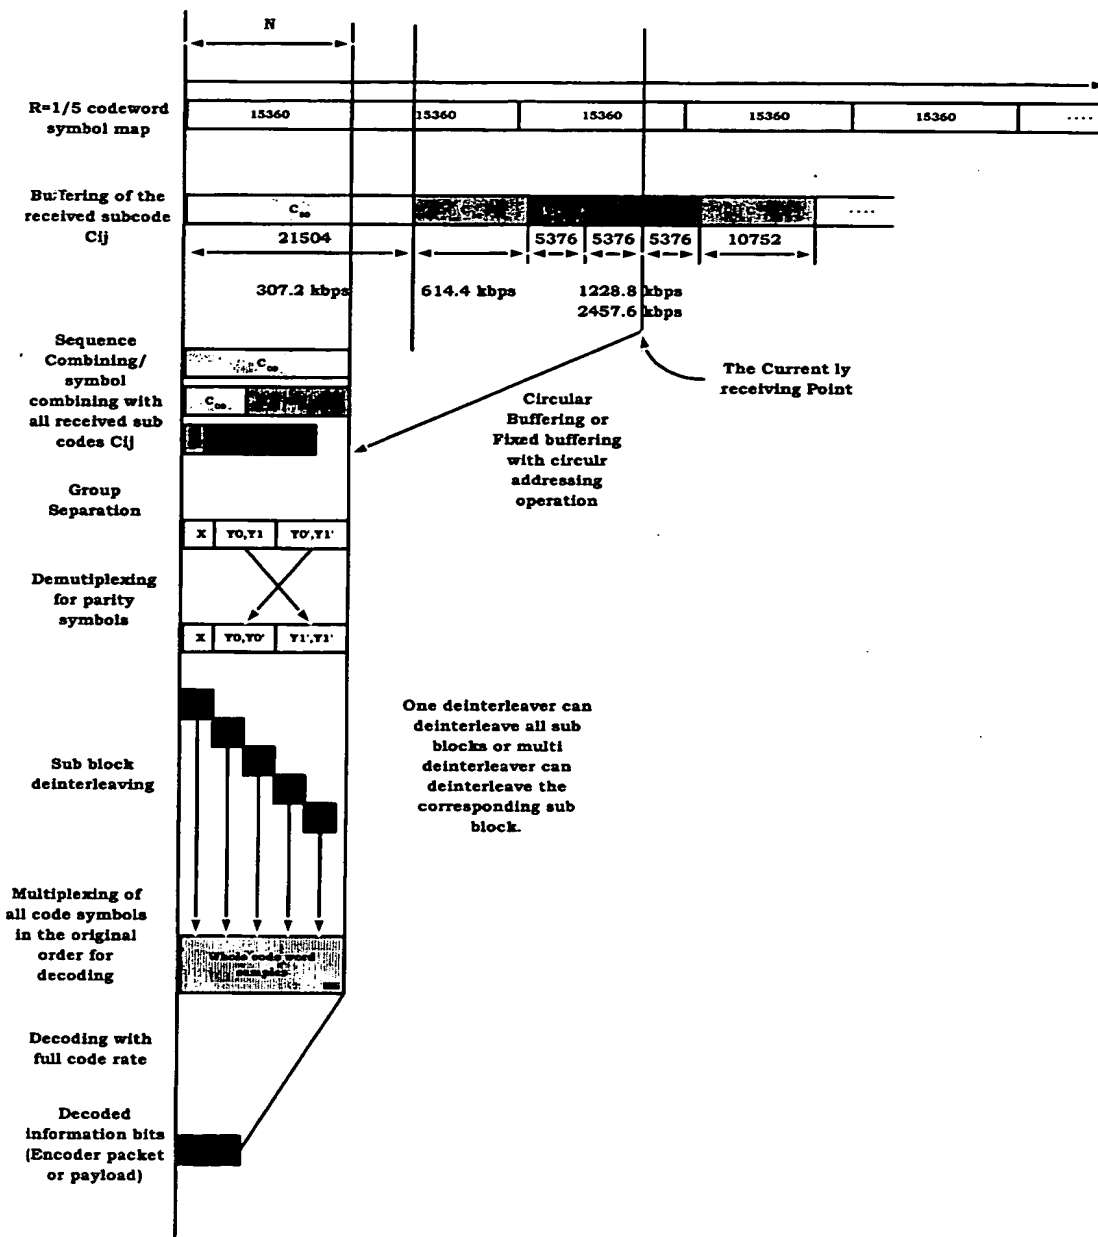 N
R=1/5 codeword
symbol map
15360 15360 15360 15360 15360 ....
Buffering of the
received subcode
Cij
C ....
21504 5376 5376 5376 10752
307.2 kbps 614.4 kbps 1228.8 kbps
2457.6 kbps
Sequence
Combining/
symbol
combining with
all received sub
codes Cij
C
C
The Current ly
receiving Point
Circular
Buffering or
Fixed buffering
with circulr
addressing
operation
Group
Separation
X Y0,Y1 Y0',Y1'
Demutiplexing
for parity
symbols
X Y0,Y0' Y1',Y1'
One deinterleaver can
deinterleave all sub
blocks or multi
deinterleaver can
deinterleave the
corresponding sub
block.
Sub block
deinterleaving
Multiplexing of
all code symbols
in the original
order for
decoding
Whole code word
samples
Decoding with
full code rate
Decoded
information bits
(Encoder packet
or payload)